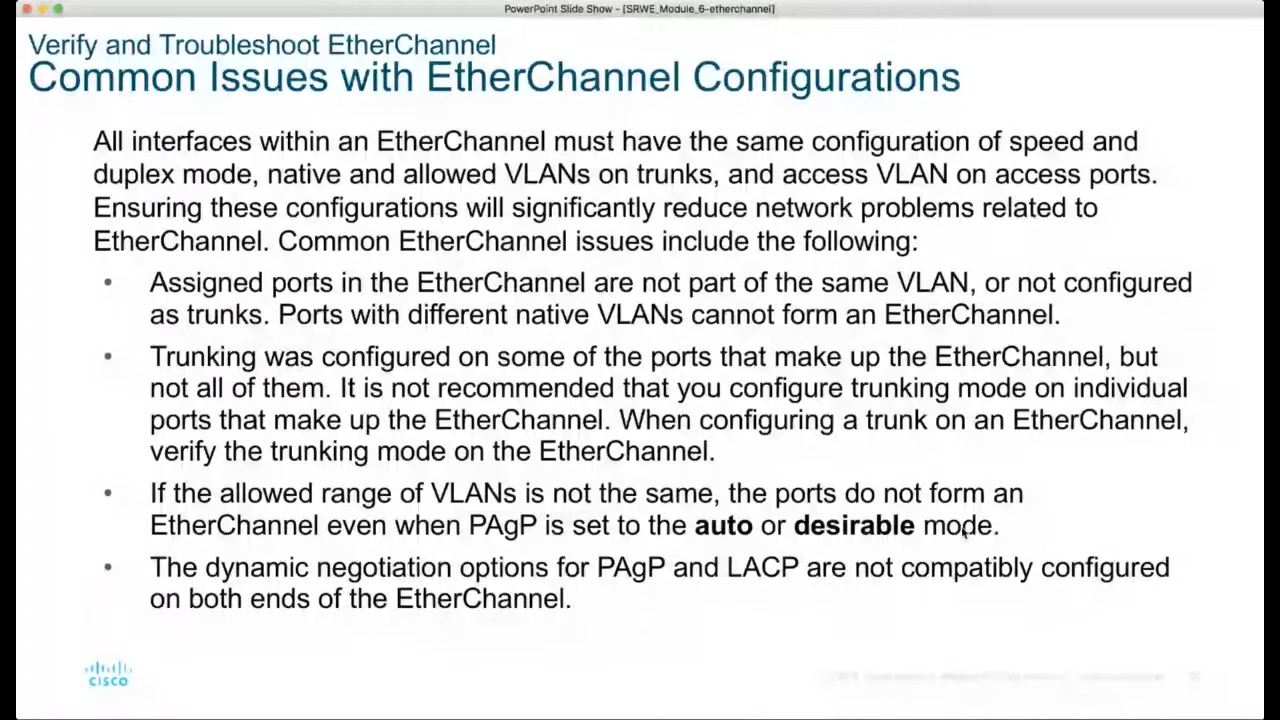 PowerPoint Slide Show - [SRWE_Module_6-etherchannel]
Verify and Troubleshoot EtherChannel
Common Issues with EtherChannel Configurations
All interfaces within an EtherChannel must have the same configuration of speed and
duplex mode, native and allowed VLANs on trunks, and access VLAN on access ports.
Ensuring these configurations will significantly reduce network problems related to
EtherChannel. Common EtherChannel issues include the following:
• Assigned ports in the EtherChannel are not part of the same VLAN, or not configured
as trunks. Ports with different native VLANs cannot form an EtherChannel.
• Trunking was configured on some of the ports that make up the EtherChannel, but
not all of them. It is not recommended that you configure trunking mode on individual
ports that make up the EtherChannel. When configuring a trunk on an EtherChannel,
verify the trunking mode on the EtherChannel.
• If the allowed range of VLANs is not the same, the ports do not form an
EtherChannel even when PAgP is set to the auto or desirable mode.
• The dynamic negotiation options for PAgP and LACP are not compatibly configured
on both ends of the EtherChannel.
CISCO